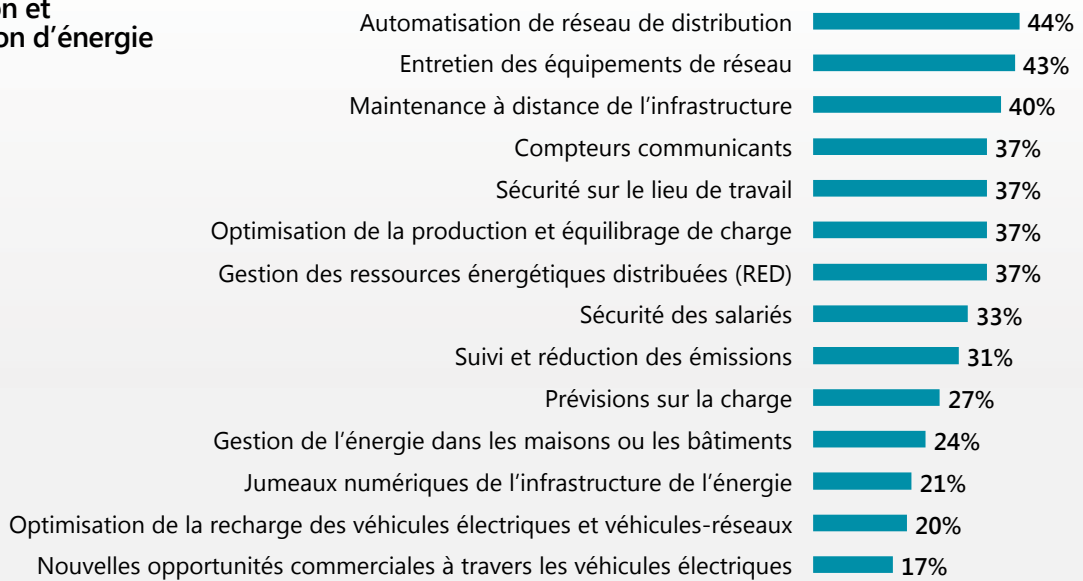 on et
on d’énergie
Automatisation de réseau de distribution 44%
Entretien des équipements de réseau 43%
Maintenance à distance de l’infrastructure 40%
Compteurs communicants 37%
Sécurité sur le lieu de travail 37%
Optimisation de la production et équilibrage de charge 37%
Gestion des ressources énergétiques distribuées (RED) 37%
Sécurité des salariés 33%
Suivi et réduction des émissions 31%
Prévisions sur la charge 27%
Gestion de l’énergie dans les maisons ou les bâtiments 24%
Jumeaux numériques de l’infrastructure de l’énergie 21%
Optimisation de la recharge des véhicules électriques et véhicules-réseaux 20%
Nouvelles opportunités commerciales à travers les véhicules électriques 17%